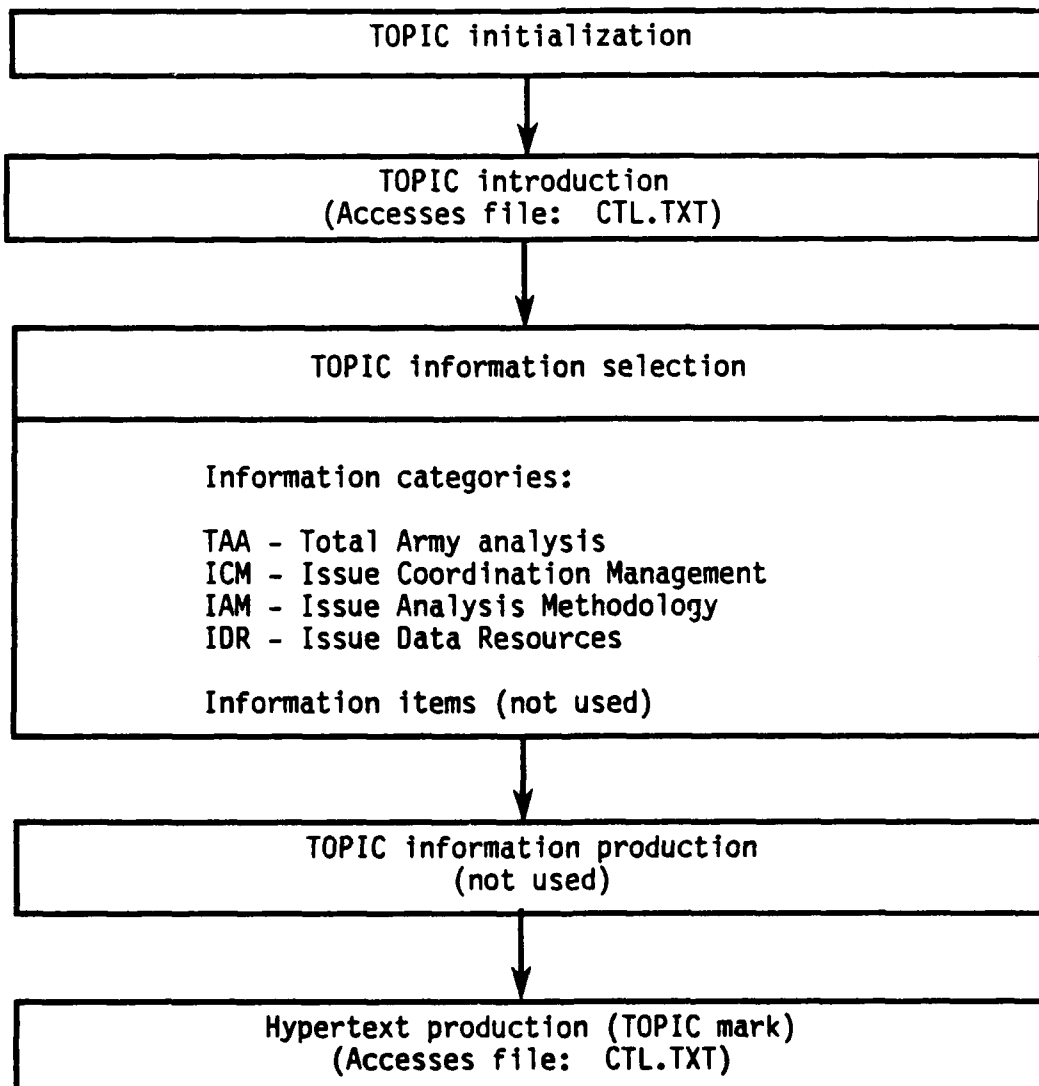 TOPIC initialization
TOPIC introduction
(Accesses file: CTL.TXT)
TOPIC information selection
Information categories:
TAA - Total Army analysis
ICM - Issue Coordination Management
IAM - Issue Analysis Methodology
IDR - Issue Data Resources
Information items (not used)
TOPIC information production
(not used)
Hypertext production (TOPIC mark)
(Accesses file: CTL.TXT)